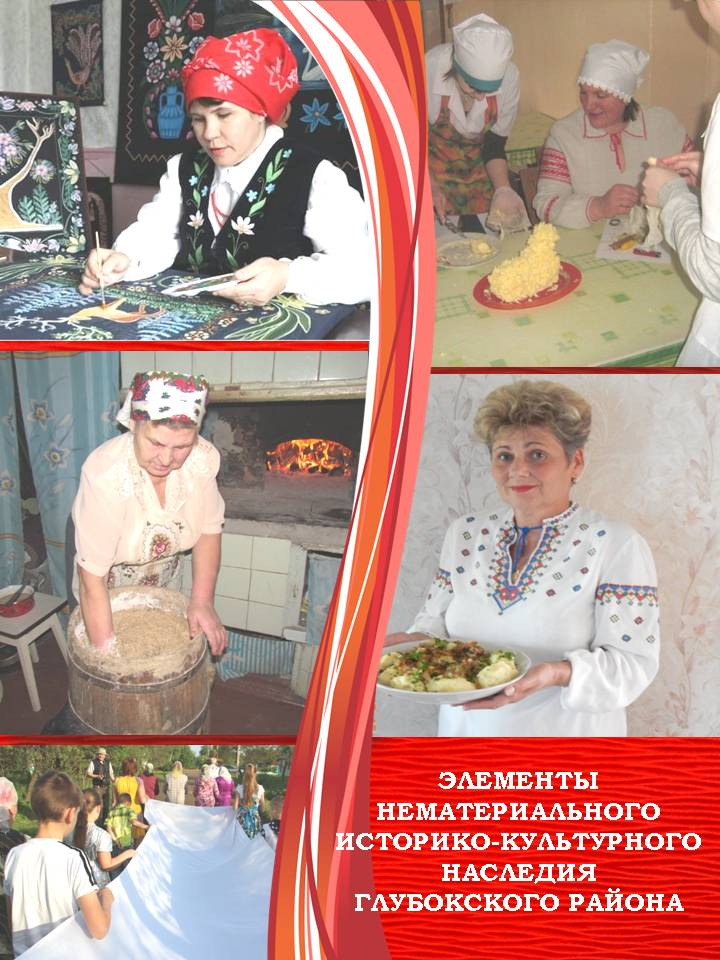 ЭЛЕМЕНТЫ
НЕМАТЕРИАЛЬНОГО
ИСТОРИКО-КУЛЬТУРНОГО
НАСЛЕДИЯ
ГЛУБОКСКОГО РАЙОНА